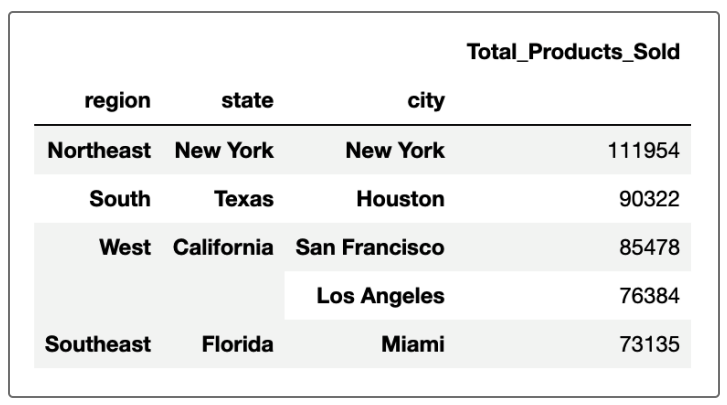 Total_Products_Sold
region state city
Northeast New York New York 111954
South Texas Houston 90322
West California San Francisco 85478
Los Angeles 76384
Southeast Florida Miami 73135